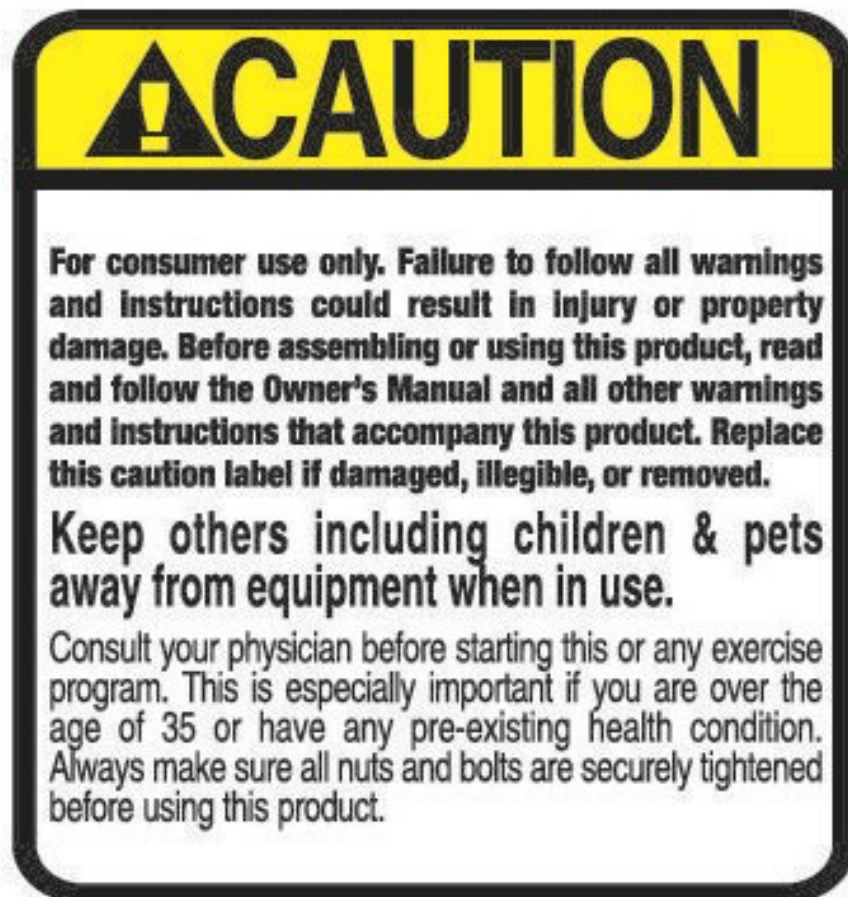 CAUTION
For consumer use only. Failure to follow all warnings
and instructions could result in injury or property
damage. Before assembling or using this product, read
and follow the Owner's Manual and all other warnings
and instructions that accompany this product. Replace
this caution label if damaged, illegible, or removed.
Keep others including children & pets
away from equipment when in use.
Consult your physician before starting this or any exercise
program. This is especially important if you are over the
age of 35 or have any pre-existing health condition.
Always make sure all nuts and bolts are securely tightened
before using this product.